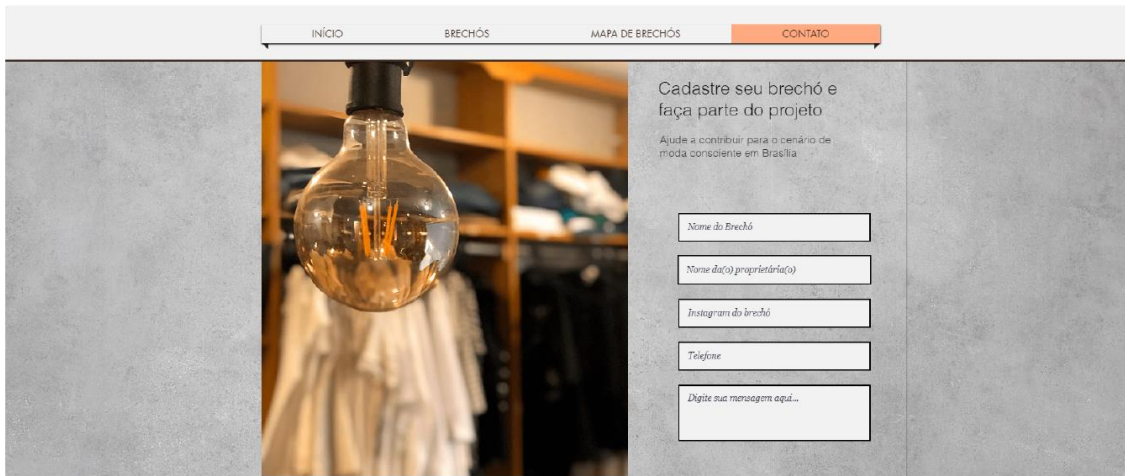 INÍCIO BRECHÓS MAPA DE BRECHÓS CONTATO
Cadastre seu brechó e
faça parte do projeto
Ajude a contribuir para o cenário de
moda consciente em Brasília
Nome do Brechó
Nome da(o) proprietária(o)
Instagram do brechó
Telefone
Digite sua mensagem aqui...